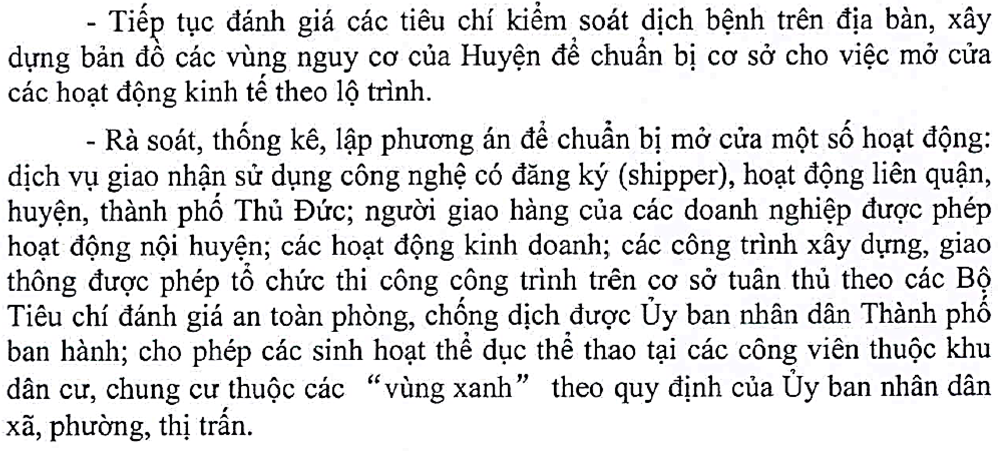 - Tiếp tục đánh giá các tiêu chí kiểm soát dịch bệnh trên địa bàn, xây
dựng bản đồ các vùng nguy cơ của Huyện để chuẩn bị cơ sở cho việc mở cửa
các hoạt động kinh tế theo lộ trình.
- Rà soát, thống kê, lập phương án để chuẩn bị mở cửa một số hoạt động:
dịch vụ giao nhận sử dụng công nghệ có đăng ký (shipper), hoạt động liên quận,
huyện, thành phố Thủ Đức; người giao hàng của các doanh nghiệp được phép
hoạt động nội huyện; các hoạt động kinh doanh; các công trình xây dựng, giao
thông được phép tổ chức thi công công trình trên cơ sở tuân thủ theo các Bộ
Tiêu chí đánh giá an toàn phòng, chống dịch được Ủy ban nhân dân Thành phố
ban hành; cho phép các sinh hoạt thể dục thể thao tại các công viên thuộc khu
dân cư, chung cư thuộc các “vùng xanh” theo quy định của Ủy ban nhân dân
xã, phường, thị trấn.